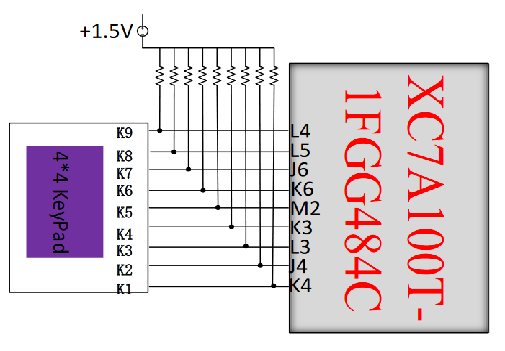 +1.5V
K9
K8
K7
K6
K5
K4
K3
K2
K1
4*4 KeyPad
L4
L5
J6
K6
M2
K3
L3
J4
K4
XC7A100T-
1FGG484C